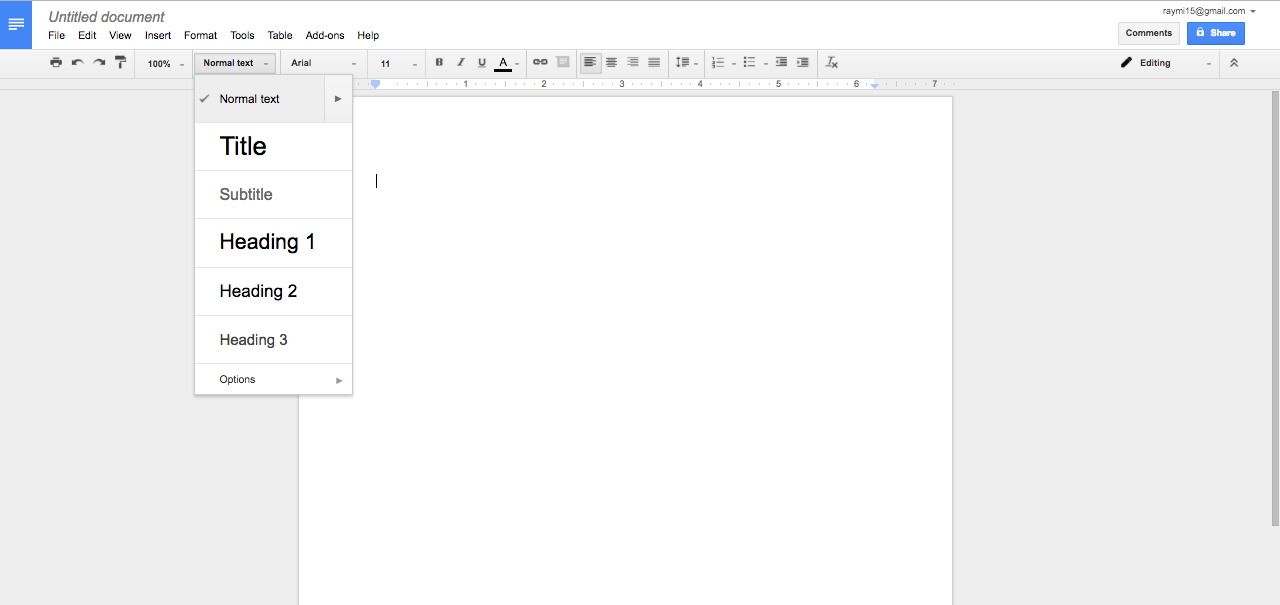 Untitled document
raymi15@gmail.com
File Edit View Insert Format Tools Table Add-ons Help
Comments Share
100% Normal text Arial 11 B I U A Editing
1 2 3 4 5 6 7
Normal text
Title
Subtitle
Heading 1
Heading 2
Heading 3
Options